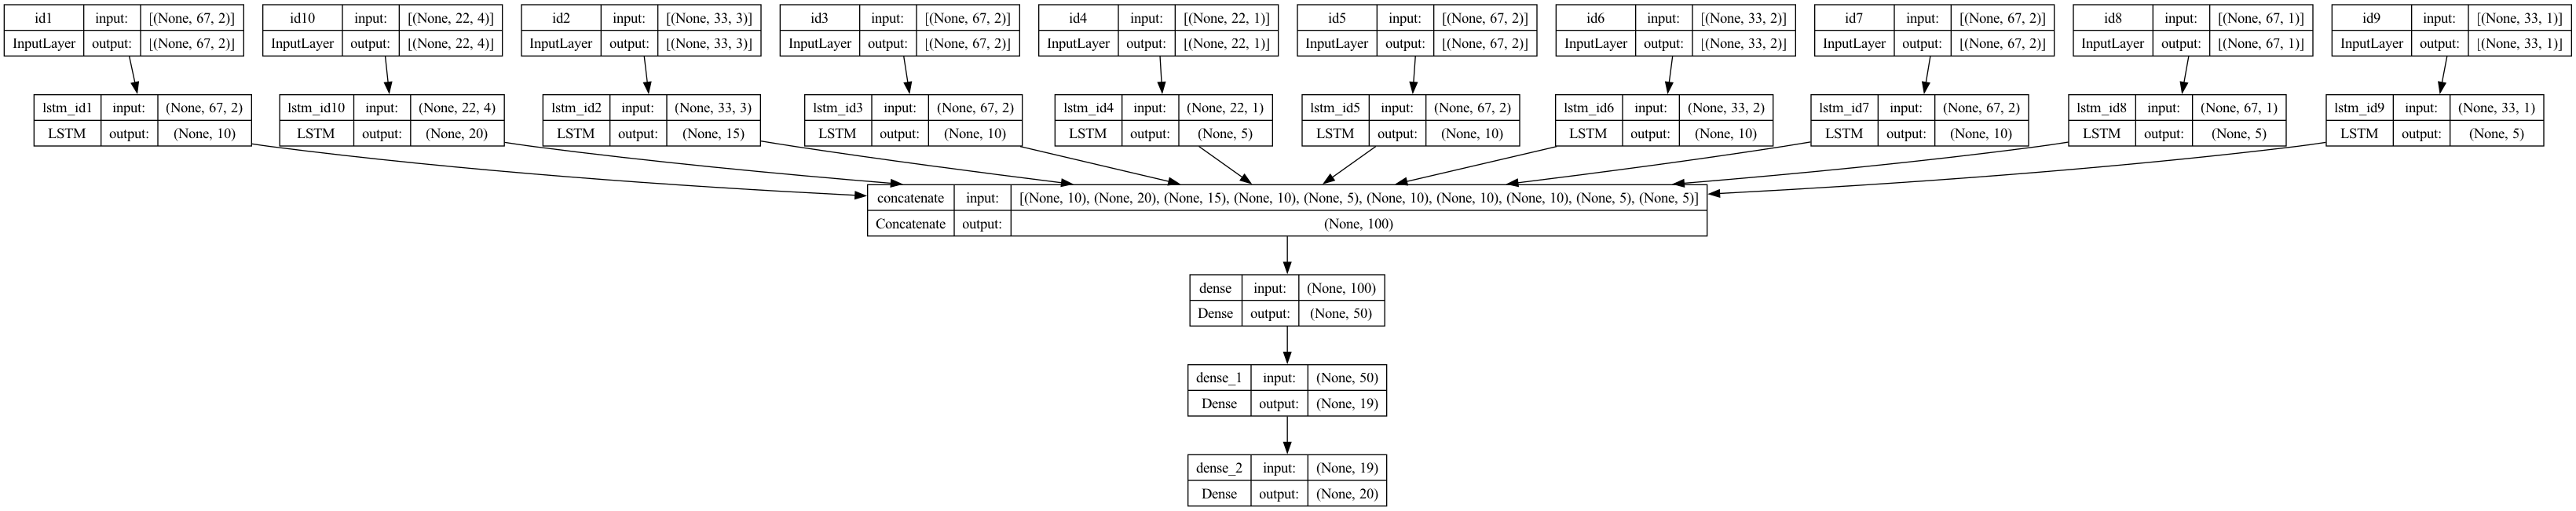 id1 input: [(None, 67, 2)]
InputLayer output: [(None, 67, 2)]
id10 input: [(None, 22, 4)]
InputLayer output: [(None, 22, 4)]
id2 input: [(None, 33, 3)]
InputLayer output: [(None, 33, 3)]
id3 input: [(None, 67, 2)]
InputLayer output: [(None, 67, 2)]
id4 input: [(None, 22, 1)]
InputLayer output: [(None, 22, 1)]
id5 input: [(None, 67, 2)]
InputLayer output: [(None, 67, 2)]
id6 input: [(None, 33, 2)]
InputLayer output: [(None, 33, 2)]
id7 input: [(None, 67, 2)]
InputLayer output: [(None, 67, 2)]
id8 input: [(None, 67, 1)]
InputLayer output: [(None, 67, 1)]
id9 input: [(None, 33, 1)]
InputLayer output: [(None, 33, 1)]
lstm_id1 input: (None, 67, 2)
LSTM output: (None, 10)
lstm_id10 input: (None, 22, 4)
LSTM output: (None, 20)
lstm_id2 input: (None, 33, 3)
LSTM output: (None, 15)
lstm_id3 input: (None, 67, 2)
LSTM output: (None, 10)
lstm_id4 input: (None, 22, 1)
LSTM output: (None, 5)
lstm_id5 input: (None, 67, 2)
LSTM output: (None, 10)
lstm_id6 input: (None, 33, 2)
LSTM output: (None, 10)
lstm_id7 input: (None, 67, 2)
LSTM output: (None, 10)
lstm_id8 input: (None, 67, 1)
LSTM output: (None, 5)
lstm_id9 input: (None, 33, 1)
LSTM output: (None, 5)
concatenate input: [(None, 10), (None, 20), (None, 15), (None, 10), (None, 5), (None, 10), (None, 10), (None, 10), (None, 5), (None, 5)]
Concatenate output: (None, 100)
dense input: (None, 100)
Dense output: (None, 50)
dense_1 input: (None, 50)
Dense output: (None, 19)
dense_2 input: (None, 19)
Dense output: (None, 20)